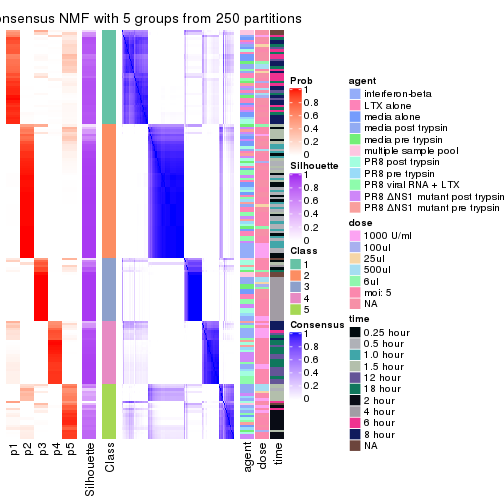 onsensus NMF with 5 groups from 250 partitions
p1
p2
p3
p4
p5
Silhouette
Class
agent
dose
time
Prob
1
0.8
0.6
0.4
0.2
0
Silhouette
1
0.8
0.6
0.4
0.2
0
Class
1
2
3
4
5
Consensus
1
0.8
0.6
0.4
0.2
0
agent
interferon-beta
LTX alone
media alone
media post trypsin
media pre trypsin
multiple sample pool
PR8 post trypsin
PR8 pre trypsin
PR8 viral RNA + LTX
PR8 ΔNS1 mutant post trypsin
PR8 ΔNS1 mutant pre trypsin
dose
1000 U/ml
100ul
25ul
500ul
6ul
moi: 5
NA
time
0.25 hour
0.5 hour
1.0 hour
1.5 hour
12 hour
18 hour
2 hour
4 hour
6 hour
8 hour
NA